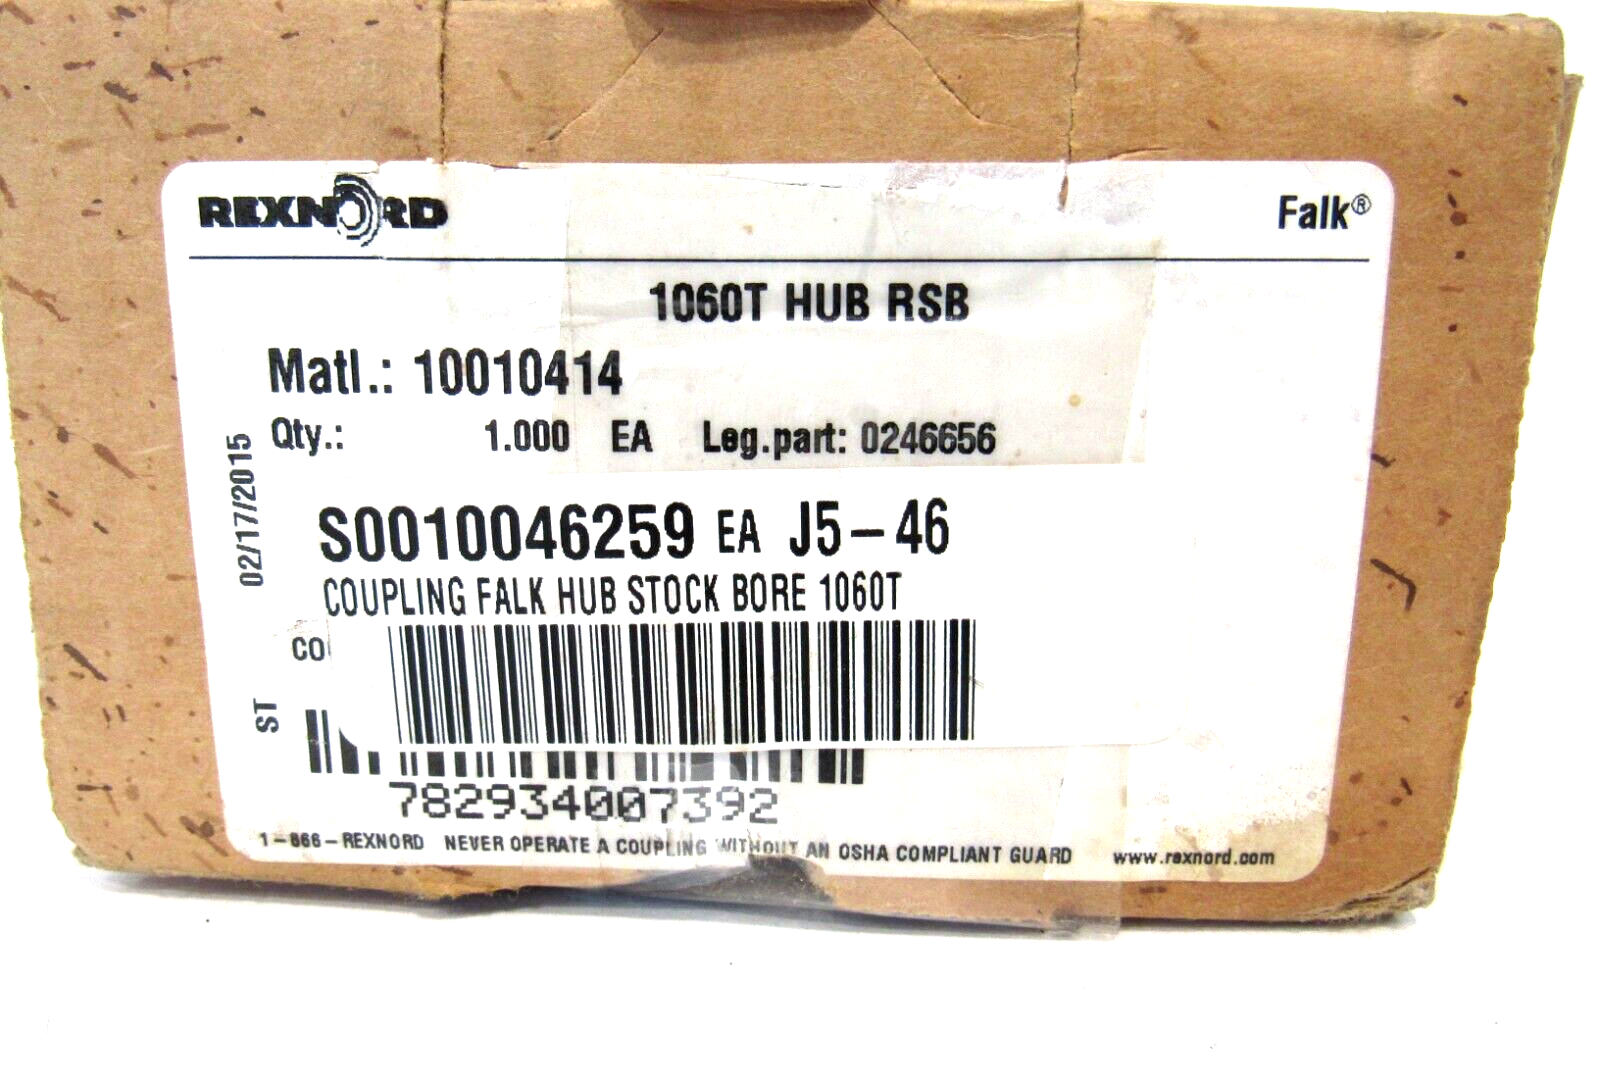 REXNORD Falk®
1060T HUB RSB
Matl.: 10010414
Qty.: 1.000 EA Leg.part: 0246656
02/17/2015
S0010046259 EA J5-46
COUPLING FALK HUB STOCK BORE 1060T
CO
ST
782934007392
1-866-REXNORD NEVER OPERATE A COUPLING WITHOUT AN OSHA COMPLIANT GUARD www.rexnord.com